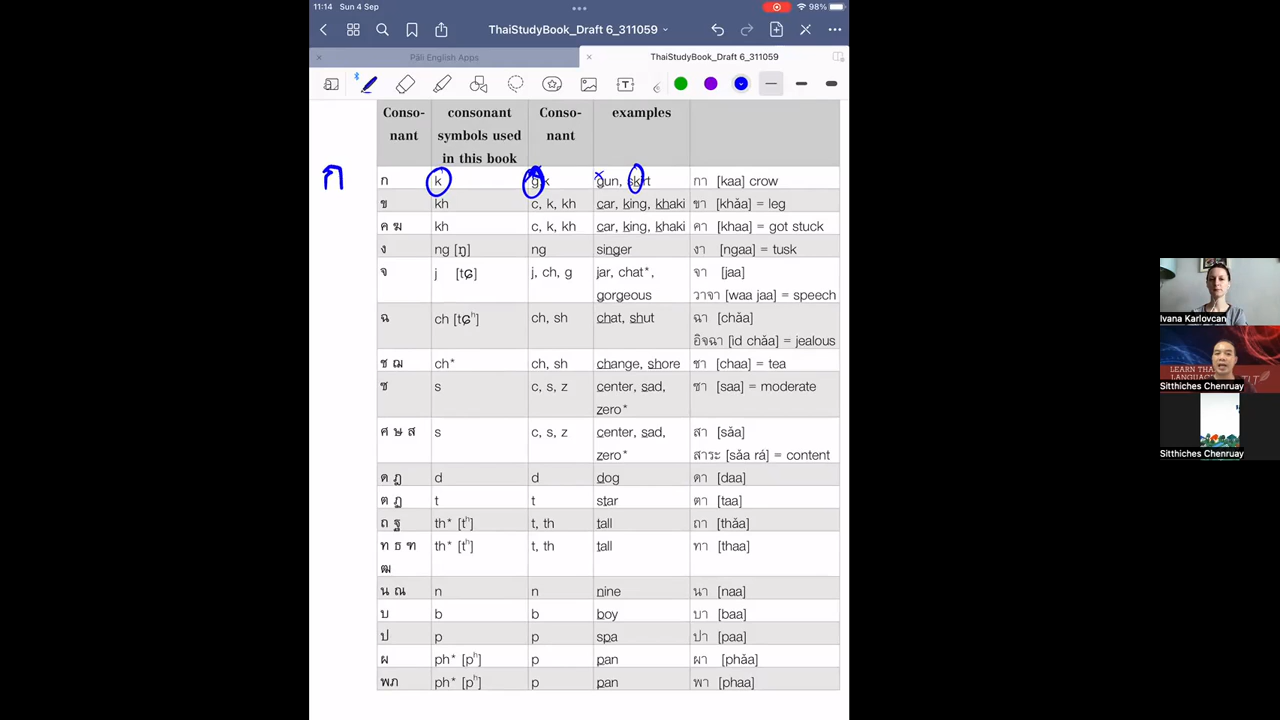 11:14 Sun 4 Sep
98%
ThaiStudyBook_Draft 6_311059
Pāli English Apps
ThaiStudyBook_Draft 6_311059
Conso-nant consonant symbols used in this book Conso-nant examples
ก
ก k g k gun, skirt กา [kaa] crow
ข kh c, k, kh car, king, khaki ขา [khǎa] = leg
ค ฆ kh c, k, kh car, king, khaki คา [khaa] = got stuck
ง ng [ŋ] ng singer งา [ngaa] = tusk
จ j [tɕ] j, ch, g jar, chat*, gorgeous จา [jaa]
วาจา [waa jaa] = speech
ฉ ch [tɕʰ] ch, sh chat, shut ฉา [chǎa]
อิจฉา [id chǎa] = jealous
ช ฌ ch* ch, sh change, shore ชา [chaa] = tea
ซ s c, s, z center, sad, zero* ซา [saa] = moderate
ศ ษ ส s c, s, z center, sad, zero* สา [sǎa]
สาระ [sǎa rá] = content
ด ฎ d d dog ดา [daa]
ต ฏ t t star ตา [taa]
ถ ฐ th* [tʰ] t, th tall ถา [thǎa]
ท ธ ฑ ฒ th* [tʰ] t, th tall ทา [thaa]
น ณ n n nine นา [naa]
บ b b boy บา [baa]
ป p p spa ปา [paa]
ผ ph* [pʰ] p pan ผา [phǎa]
พภ ph* [pʰ] p pan พา [phaa]
Ivana Karlovcan
LEARN THAI
LANGUAGE
Sitthiches Chenruay
Sitthiches Chenruay